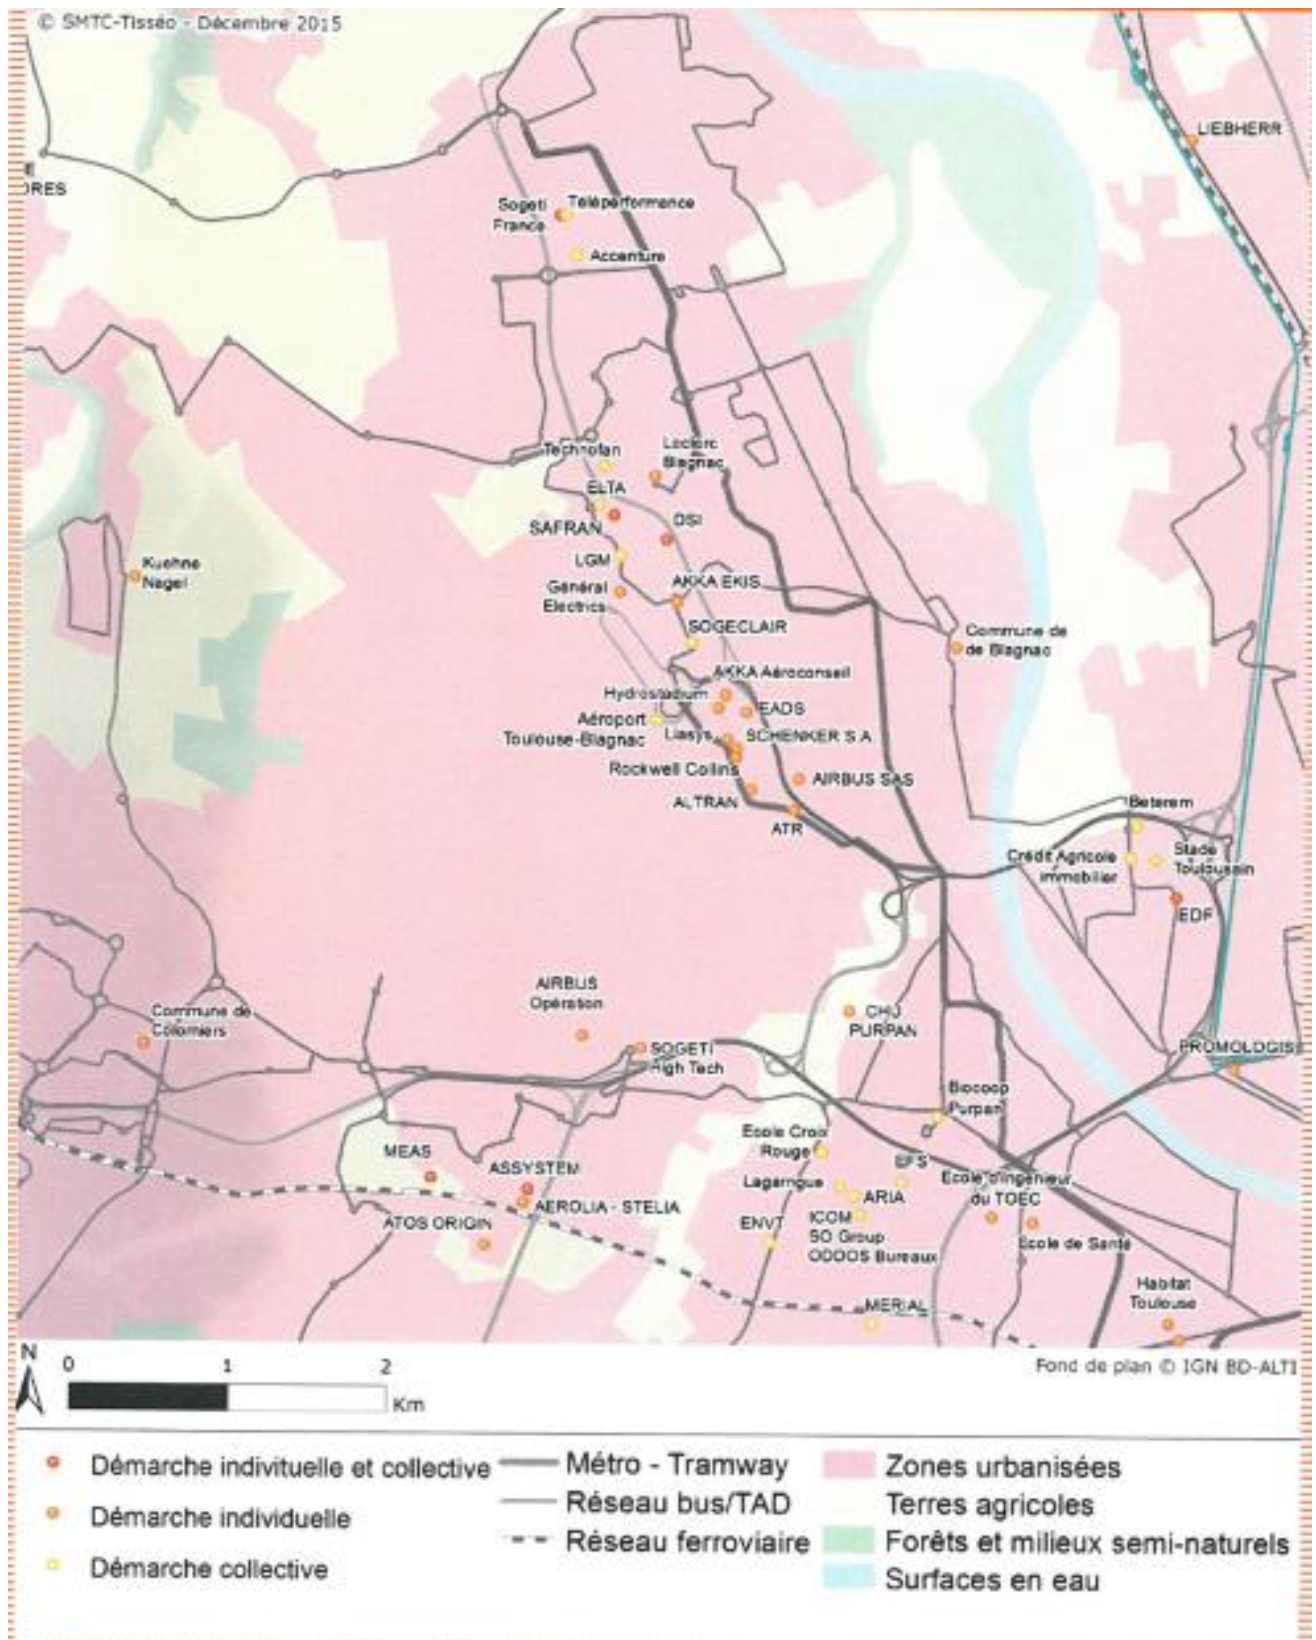 © SMTC-Tisséo - Décembre 2015
LIEBHERR
E
DRES
Sogeti
France
Téléperformance
Accenture
Technofan
Leclerc
Blagnac
ELTA
SAFRAN
DSI
LGM
Kuehne
Nagel
Général
Electrics
AKKA EKIS
SOGECLAIR
Commune de
de Blagnac
AKKA Aéroconseil
Hydrostadium
EADS
Aéroport
Toulouse-Blagnac
Liasys
SCHENKER S.A
Rockwell Collins
AIRBUS SAS
ALTRAN
ATR
Beterem
Crédit Agricole
immobilier
Stade
Toulousain
EDF
AIRBUS
Opération
Commune de
Colomiers
CHU
PURPAN
SOGETI
High Tech
PROMOLOGIS
Biocoop
Purpan
Ecole Croix
Rouge
MEAS
ASSYSTEM
EFS
Ecole d'ingénieur
du TOEC
Lagarrigue
ARIA
AEROLIA - STELIA
ATOS ORIGIN
ENVT
ICOM
SO Group
ODDOS Bureaux
Ecole de Santé
Habitat
Toulouse
MERIAL
N
0 1 2
Km
Fond de plan © IGN BD-ALTI
Démarche indivituelle et collective
Démarche individuelle
Démarche collective
Métro - Tramway
Réseau bus/TAD
Réseau ferroviaire
Zones urbanisées
Terres agricoles
Forêts et milieux semi-naturels
Surfaces en eau